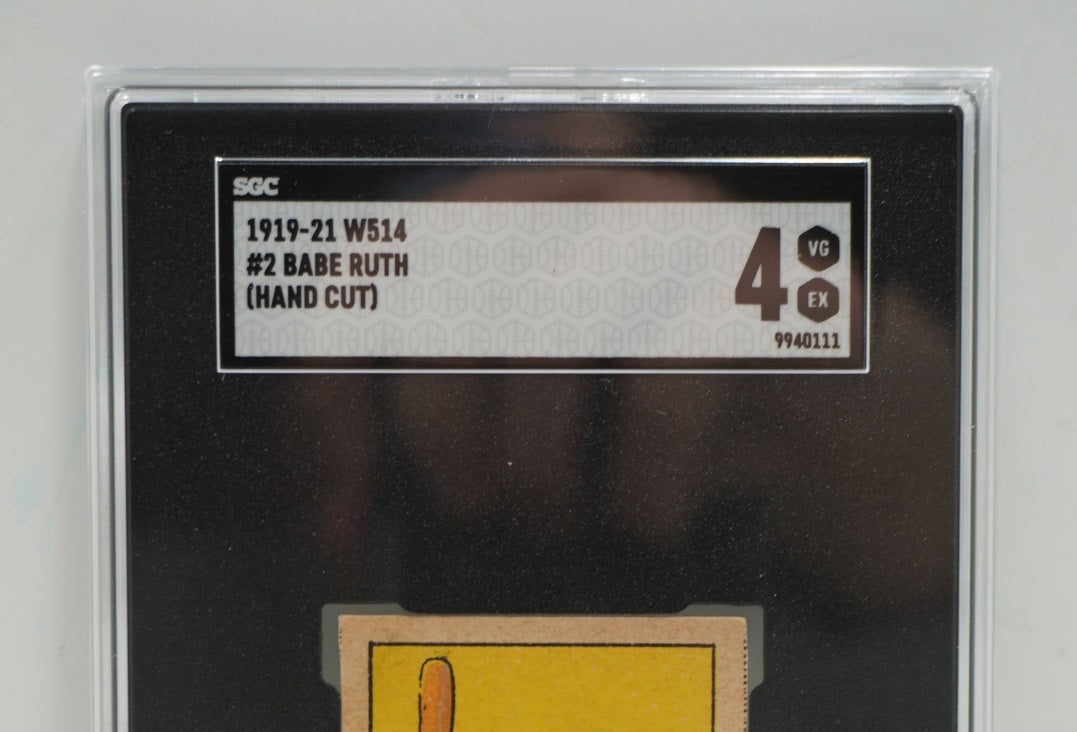 SGC
1919-21 W514
#2 BABE RUTH
(HAND CUT)
4 VG
EX
9940111